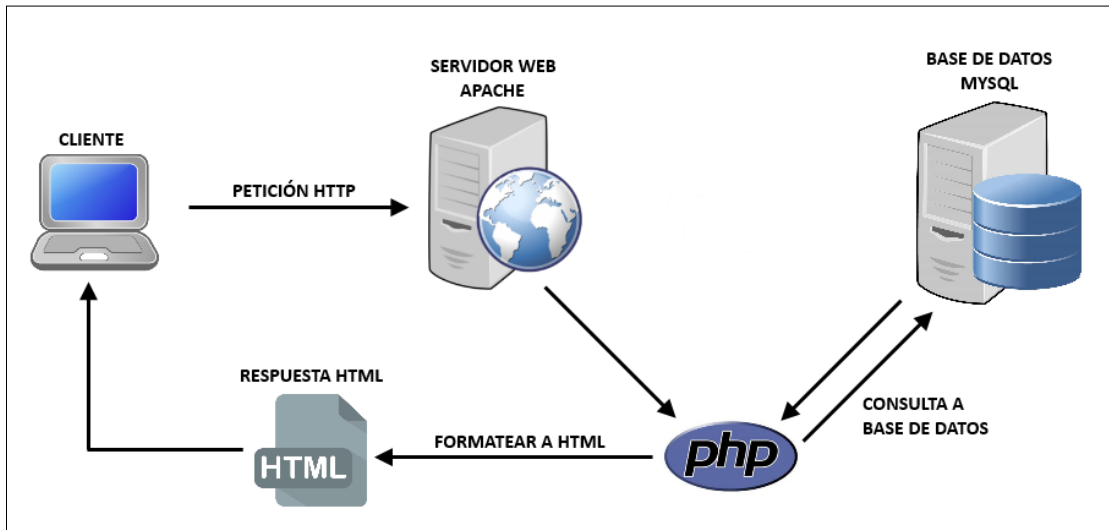 SERVIDOR WEB
APACHE
BASE DE DATOS
MYSQL
CLIENTE
PETICIÓN HTTP
RESPUESTA HTML
CONSULTA A
BASE DE DATOS
FORMATEAR A HTML
php
HTML